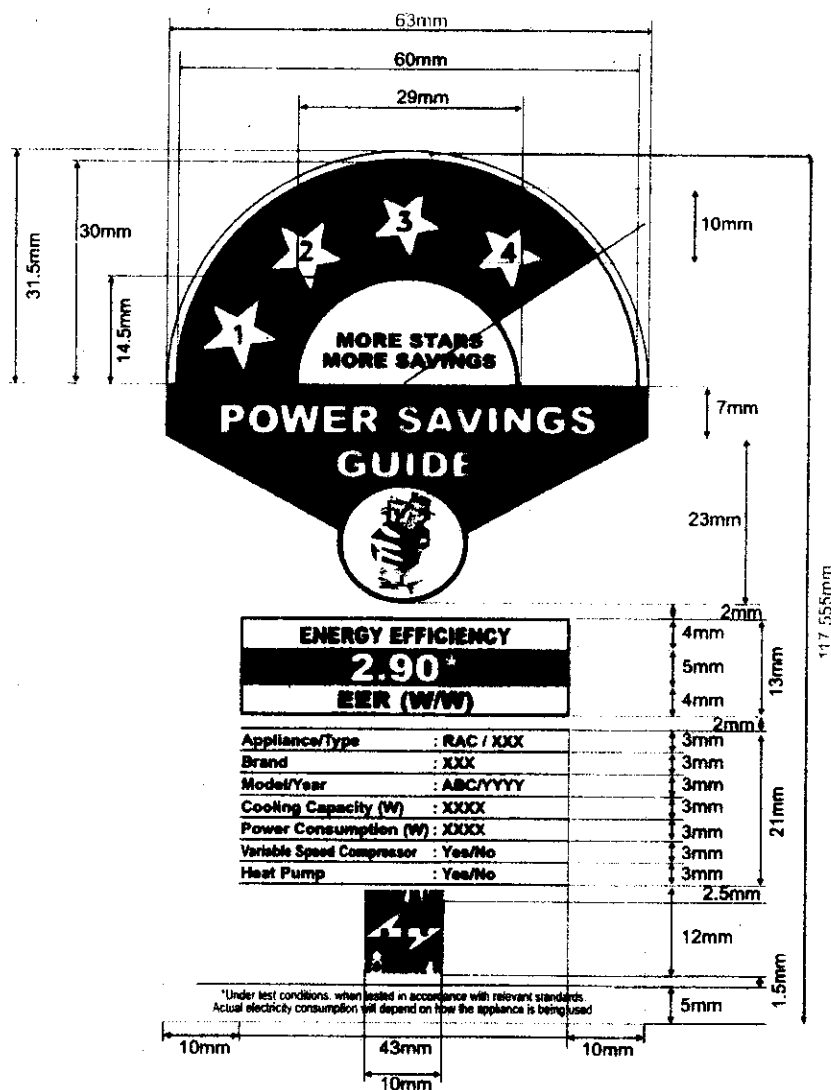 63mm
60mm
29mm
31.5mm
30mm
14.5mm
10mm
1
2
3
4
MORE STARS
MORE SAVINGS
7mm
POWER SAVINGS
GUIDE
23mm
117.555mm
2mm
ENERGY EFFICIENCY
4mm
2.90*
5mm
13mm
EER (W/W)
4mm
2mm
Appliance/Type : RAC / XXX
3mm
Brand : XXX
3mm
Model/Year : ABC/YYYY
3mm
Cooling Capacity (W) : XXXX
3mm
21mm
Power Consumption (W) : XXXX
3mm
Variable Speed Compressor : Yes/No
3mm
Heat Pump : Yes/No
3mm
2.5mm
12mm
1.5mm
*Under test conditions, when tested in accordance with relevant standards.
Actual electricity consumption will depend on how the appliance is being used
5mm
10mm
43mm
10mm
10mm